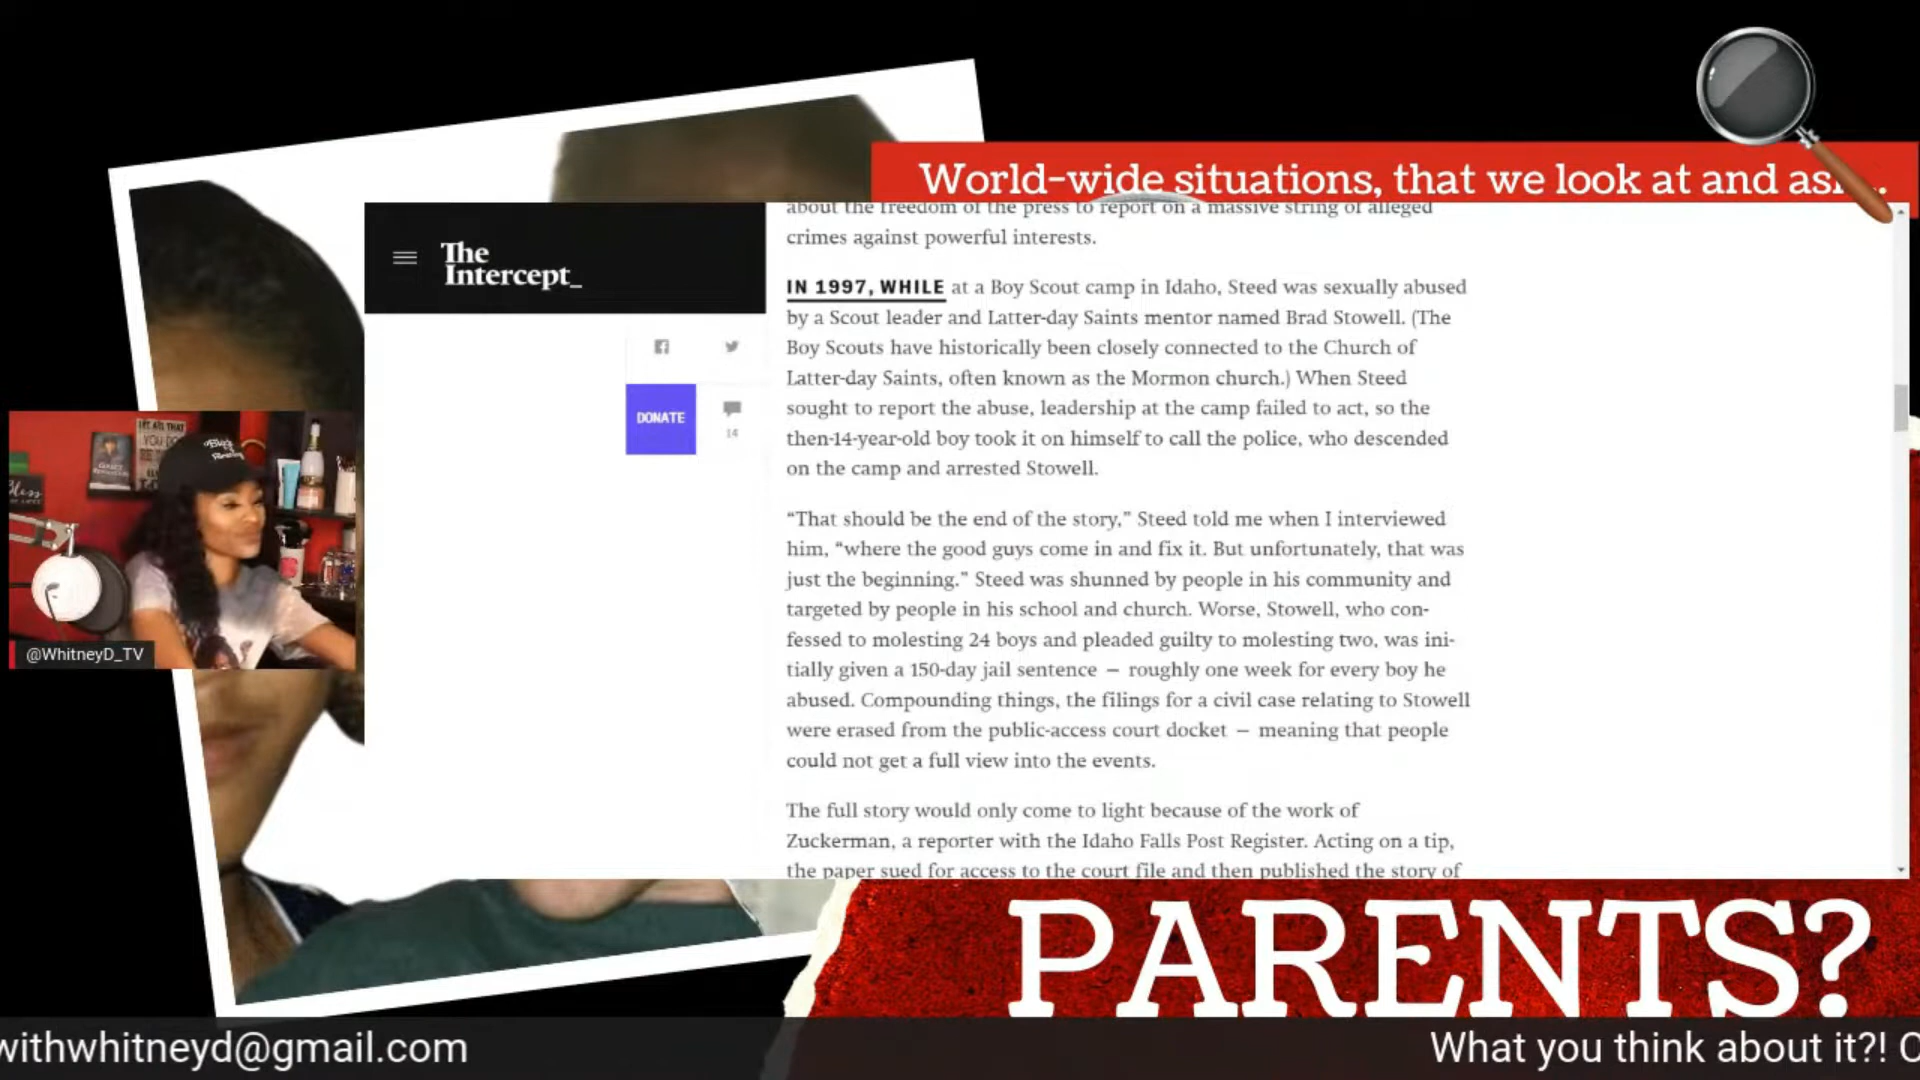 World-wide situations, that we look at and as
about the freedom of the press to report on a massive string of alleged
crimes against powerful interests.
The
Intercept_
IN 1997, WHILE at a Boy Scout camp in Idaho, Steed was sexually abused
by a Scout leader and Latter-day Saints mentor named Brad Stowell. (The
Boy Scouts have historically been closely connected to the Church of
Latter-day Saints, often known as the Mormon church.) When Steed
sought to report the abuse, leadership at the camp failed to act, so the
then-14-year-old boy took it on himself to call the police, who descended
on the camp and arrested Stowell.
DONATE
14
“That should be the end of the story,” Steed told me when I interviewed
him, “where the good guys come in and fix it. But unfortunately, that was
just the beginning.” Steed was shunned by people in his community and
targeted by people in his school and church. Worse, Stowell, who con-
fessed to molesting 24 boys and pleaded guilty to molesting two, was ini-
tially given a 150-day jail sentence – roughly one week for every boy he
abused. Compounding things, the filings for a civil case relating to Stowell
were erased from the public-access court docket – meaning that people
could not get a full view into the events.
The full story would only come to light because of the work of
Zuckerman, a reporter with the Idaho Falls Post Register. Acting on a tip,
the paper sued for access to the court file and then published the story of
Bless
@WhitneyD_TV
PARENTS?
withwhitneyd@gmail.com
What you think about it?!